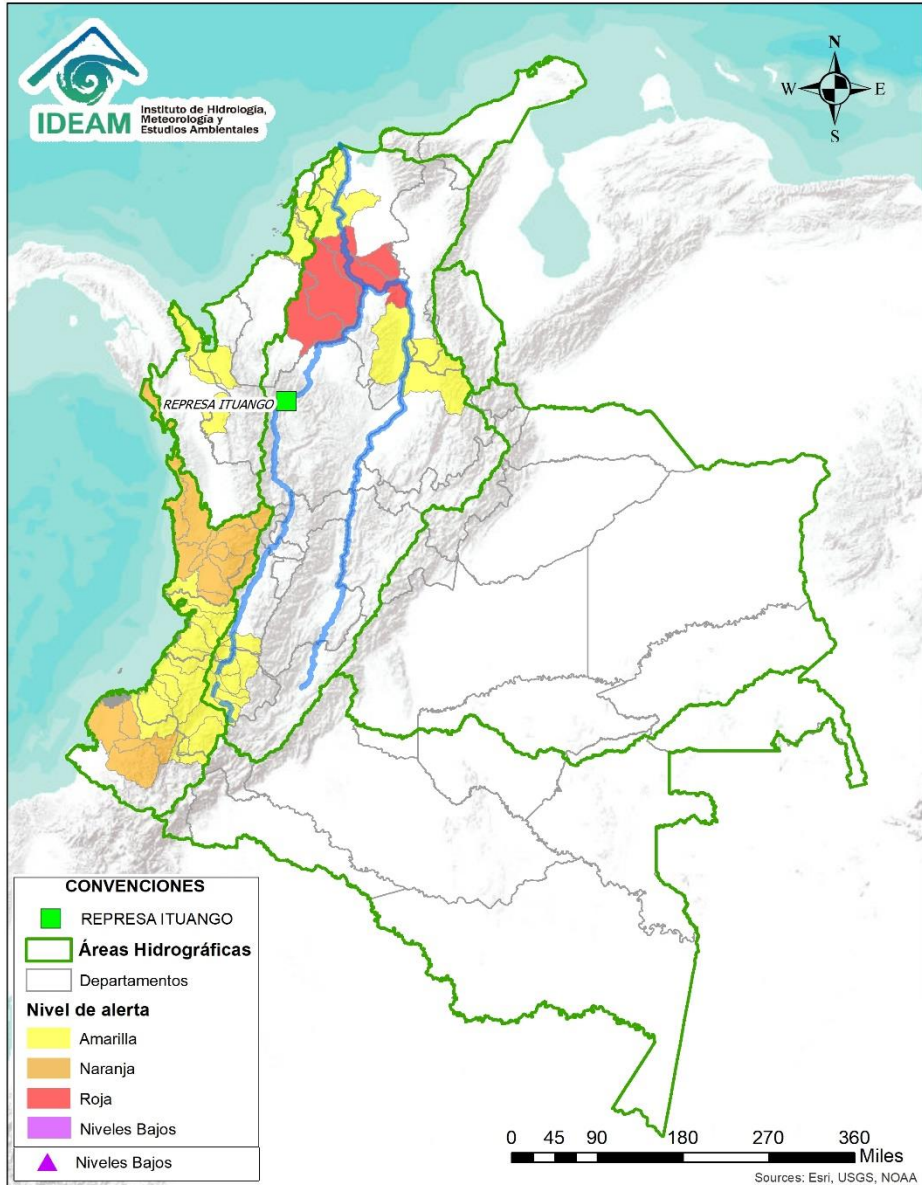 IDEAM
Instituto de Hidrología,
Meteorología y
Estudios Ambientales
N
W
E
S
REPRESA ITUANGO
CONVENCIONES
REPRESA ITUANGO
Áreas Hidrográficas
Departamentos
Nivel de alerta
Amarilla
Naranja
Roja
Niveles Bajos
Niveles Bajos
0 45 90 180 270 360
Miles
Sources: Esri, USGS, NOAA